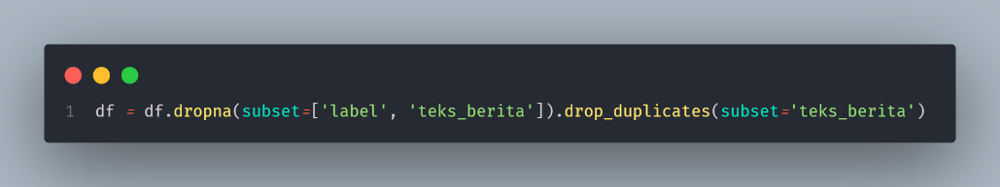 1 df = df.dropna(subset=['label', 'teks_berita']).drop_duplicates(subset='teks_berita')